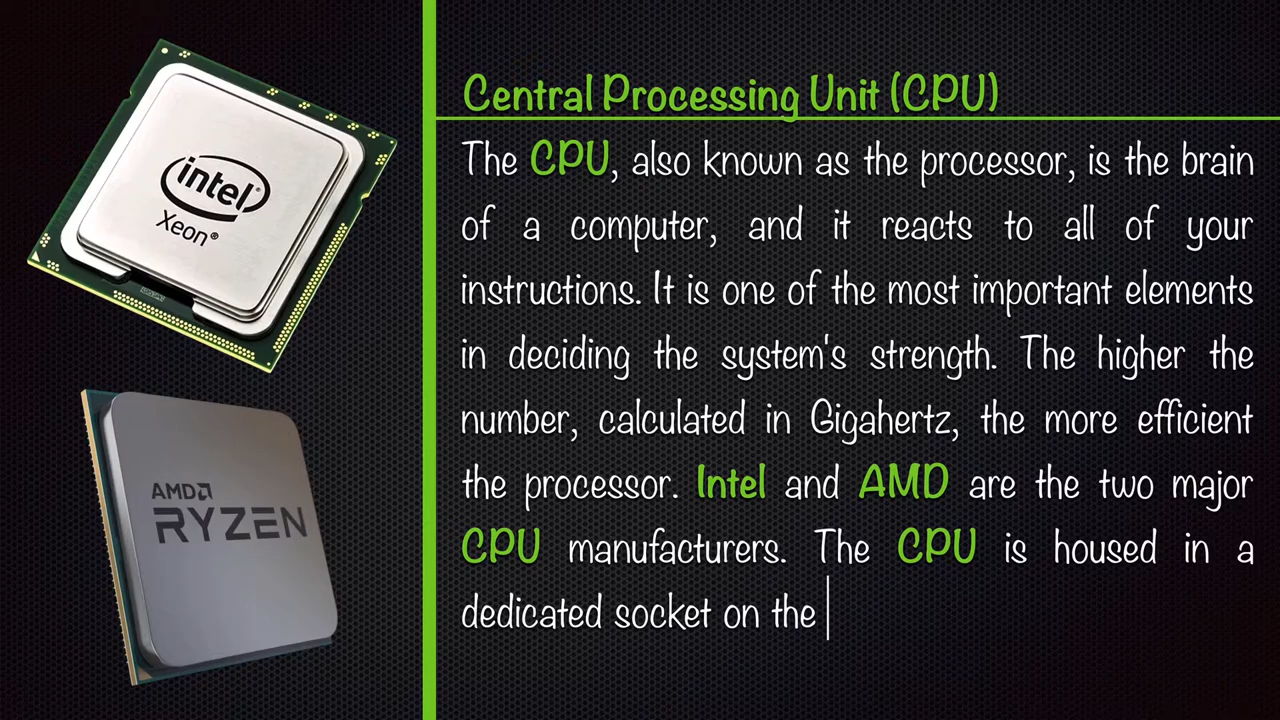 intel®
Xeon®
AMD
RYZEN
Central Processing Unit (CPU)
The CPU, also known as the processor, is the brain
of a computer, and it reacts to all of your
instructions. It is one of the most important elements
in deciding the system's strength. The higher the
number, calculated in Gigahertz, the more efficient
the processor. Intel and AMD are the two major
CPU manufacturers. The CPU is housed in a
dedicated socket on the